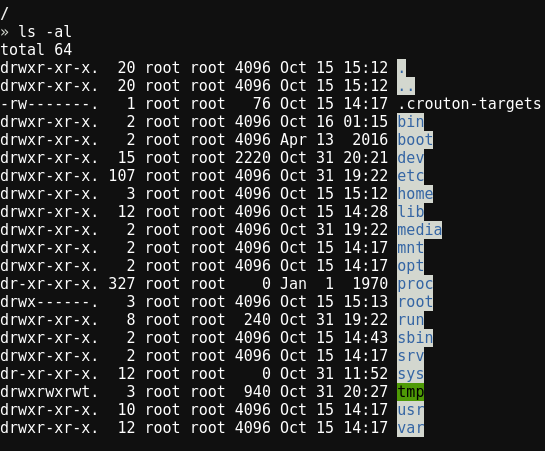 /
» ls -al
total 64
drwxr-xr-x.  20 root root 4096 Oct 15 15:12 .
drwxr-xr-x.  20 root root 4096 Oct 15 15:12 ..
-rw-------.   1 root root   76 Oct 15 14:17 .crouton-targets
drwxr-xr-x.   2 root root 4096 Oct 16 01:15 bin
drwxr-xr-x.   2 root root 4096 Apr 13  2016 boot
drwxr-xr-x.  15 root root 2220 Oct 31 20:21 dev
drwxr-xr-x. 107 root root 4096 Oct 31 19:22 etc
drwxr-xr-x.   3 root root 4096 Oct 15 15:12 home
drwxr-xr-x.  12 root root 4096 Oct 15 14:28 lib
drwxr-xr-x.   2 root root 4096 Oct 31 19:22 media
drwxr-xr-x.   2 root root 4096 Oct 15 14:17 mnt
drwxr-xr-x.   2 root root 4096 Oct 15 14:17 opt
dr-xr-xr-x. 327 root root    0 Jan  1  1970 proc
drwx------.   3 root root 4096 Oct 15 15:13 root
drwxr-xr-x.   8 root root  240 Oct 31 19:22 run
drwxr-xr-x.   2 root root 4096 Oct 15 14:43 sbin
drwxr-xr-x.   2 root root 4096 Oct 15 14:17 srv
dr-xr-xr-x.  12 root root    0 Oct 31 11:52 sys
drwxrwxrwt.   3 root root  940 Oct 31 20:27 tmp
drwxr-xr-x.  10 root root 4096 Oct 15 14:17 usr
drwxr-xr-x.  12 root root 4096 Oct 15 14:17 var